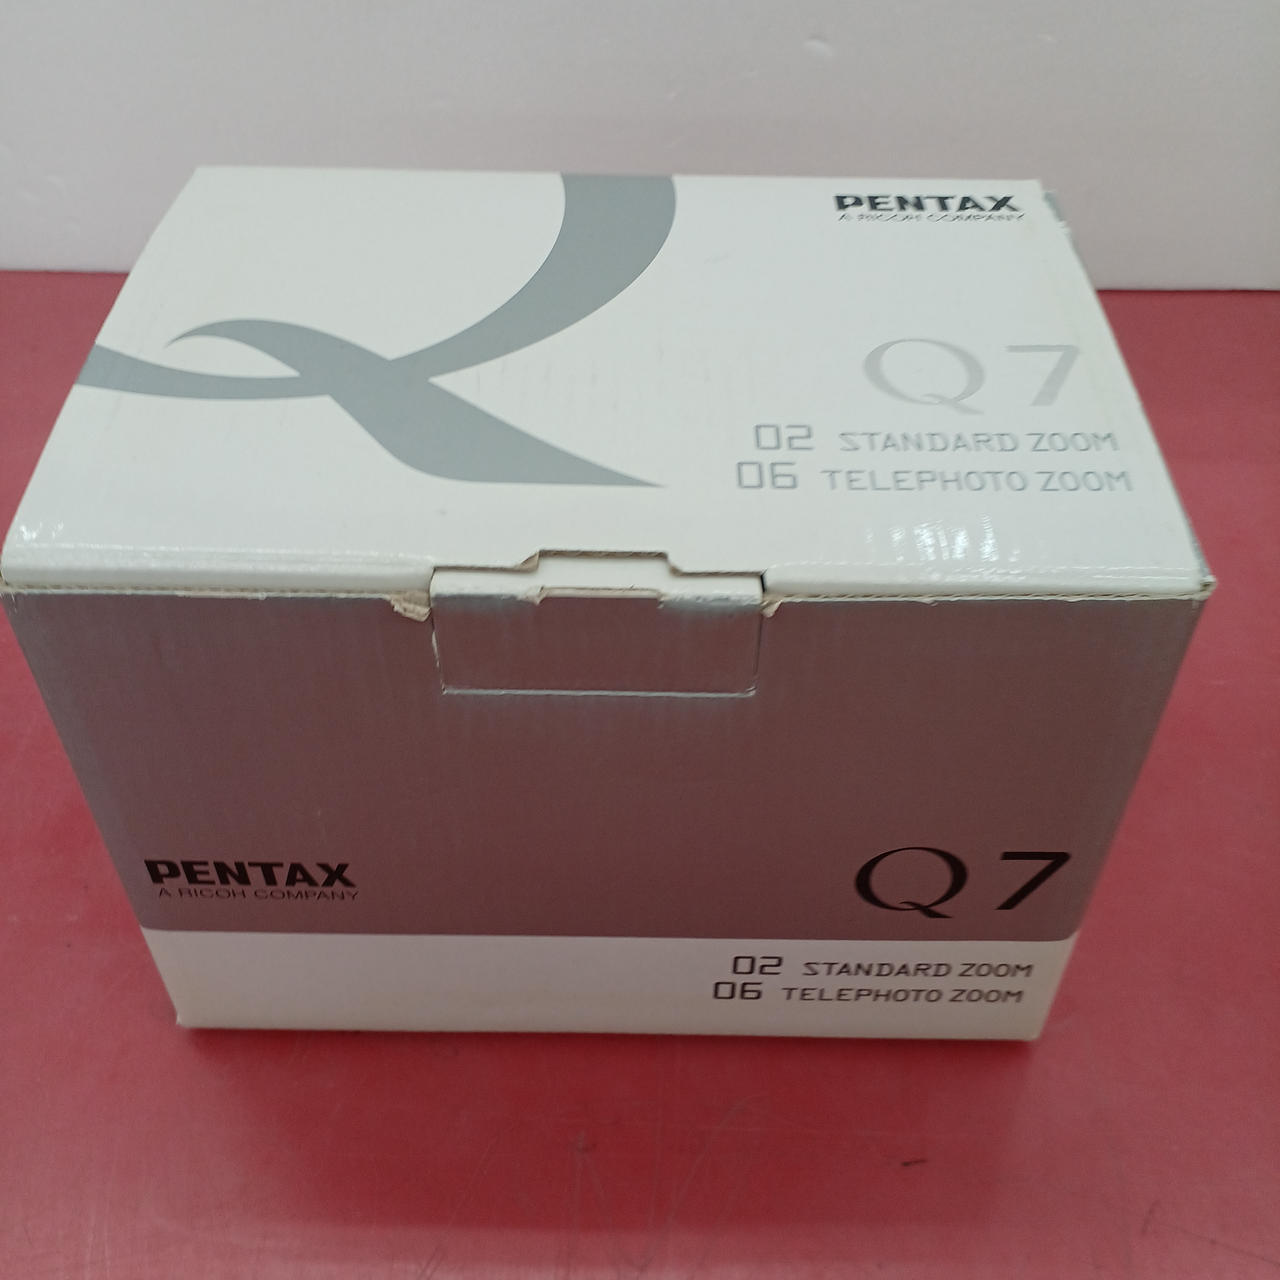 PENTAX
A RICOH COMPANY
Q7
02 STANDARD ZOOM
06 TELEPHOTO ZOOM
PENTAX
A RICOH COMPANY
Q7
02 STANDARD ZOOM
06 TELEPHOTO ZOOM